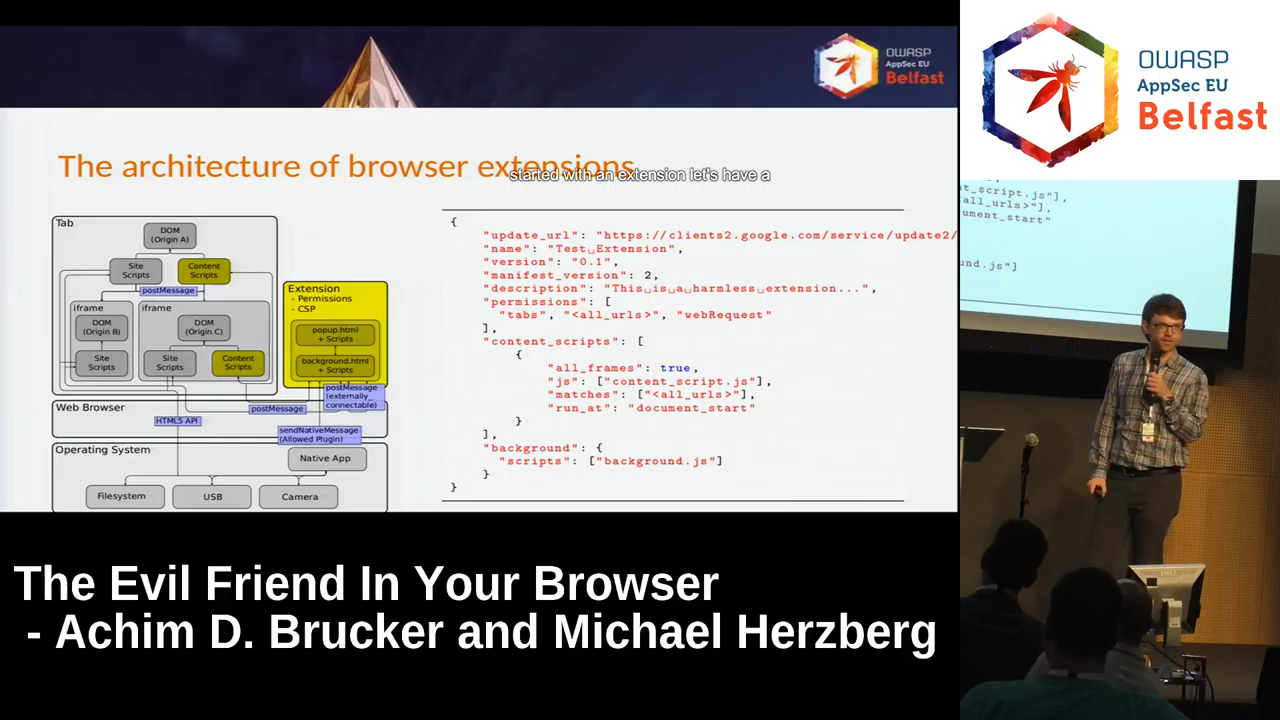 OWASP
AppSec EU
Belfast
The architecture of browser extensions
started with an extension let's have a
Tab
DOM
(Origin A)
Site
Scripts
Content
Scripts
postMessage
iframe
DOM
(Origin B)
Site
Scripts
iframe
DOM
(Origin C)
Site
Scripts
Content
Scripts
Extension
- Permissions
- CSP
popup.html
+ Scripts
background.html
+ Scripts
postMessage
(externally_
connectable)
Web Browser
postMessage
HTML5 API
sendNativeMessage
(Allowed Plugin)
Operating System
Native App
Filesystem
USB
Camera
{
"update_url": "https://clients2.google.com/service/update2/
"name": "Test␣Extension",
"version": "0.1",
"manifest_version": 2,
"description": "This␣is␣a␣harmless␣extension...",
"permissions": [
"tabs", "<all_urls>", "webRequest"
],
"content_scripts": [
{
"all_frames": true,
"js": ["content_script.js"],
"matches": ["<all_urls>"],
"run_at": "document_start"
}
],
"background": {
"scripts": ["background.js"]
}
}
OWASP
AppSec EU
Belfast
nt_script.js"],
all_urls>"],
ument_start"
nd.js"]
The Evil Friend In Your Browser
- Achim D. Brucker and Michael Herzberg